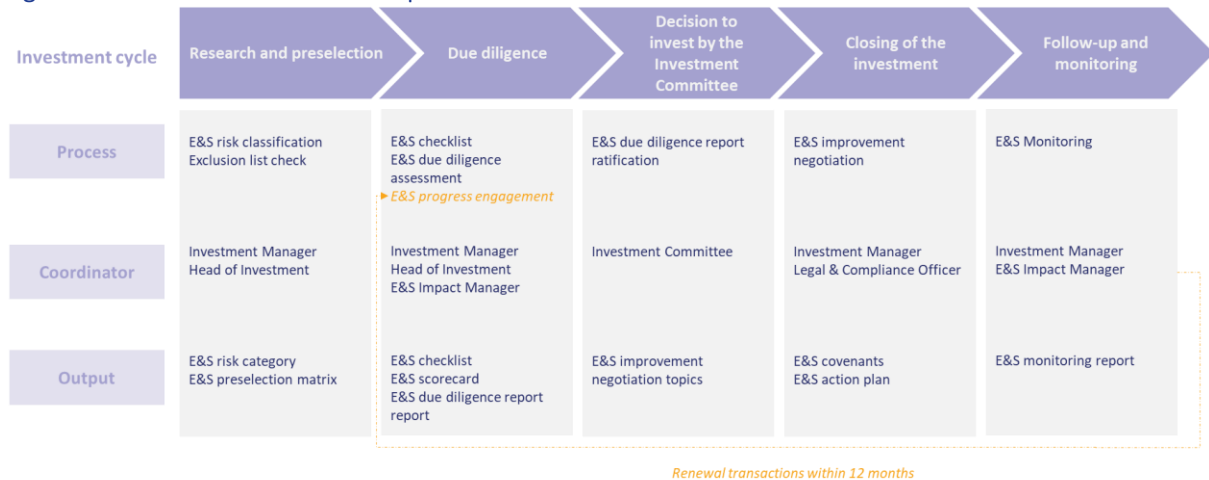 Investment cycle
Research and preselection
Due diligence
Decision to
invest by the
Investment
Committee
Closing of the
investment
Follow-up and
monitoring
Process
E&S risk classification
Exclusion list check
E&S checklist
E&S due diligence
assessment
E&S progress engagement
E&S due diligence report
ratification
E&S improvement
negotiation
E&S Monitoring
Coordinator
Investment Manager
Head of Investment
Investment Manager
Head of Investment
E&S Impact Manager
Investment Committee
Investment Manager
Legal & Compliance Officer
Investment Manager
E&S Impact Manager
Output
E&S risk category
E&S preselection matrix
E&S checklist
E&S scorecard
E&S due diligence report
report
E&S improvement
negotiation topics
E&S covenants
E&S action plan
E&S monitoring report
Renewal transactions within 12 months